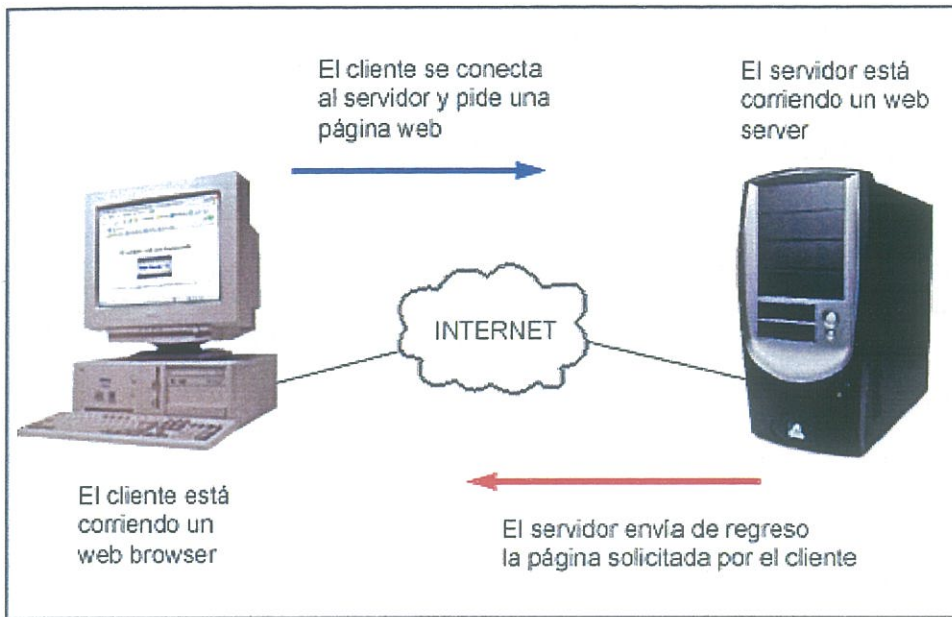 El cliente se conecta
al servidor y pide una
página web
El servidor está
corriendo un web
server
INTERNET
El cliente está
corriendo un
web browser
El servidor envía de regreso
la página solicitada por el cliente